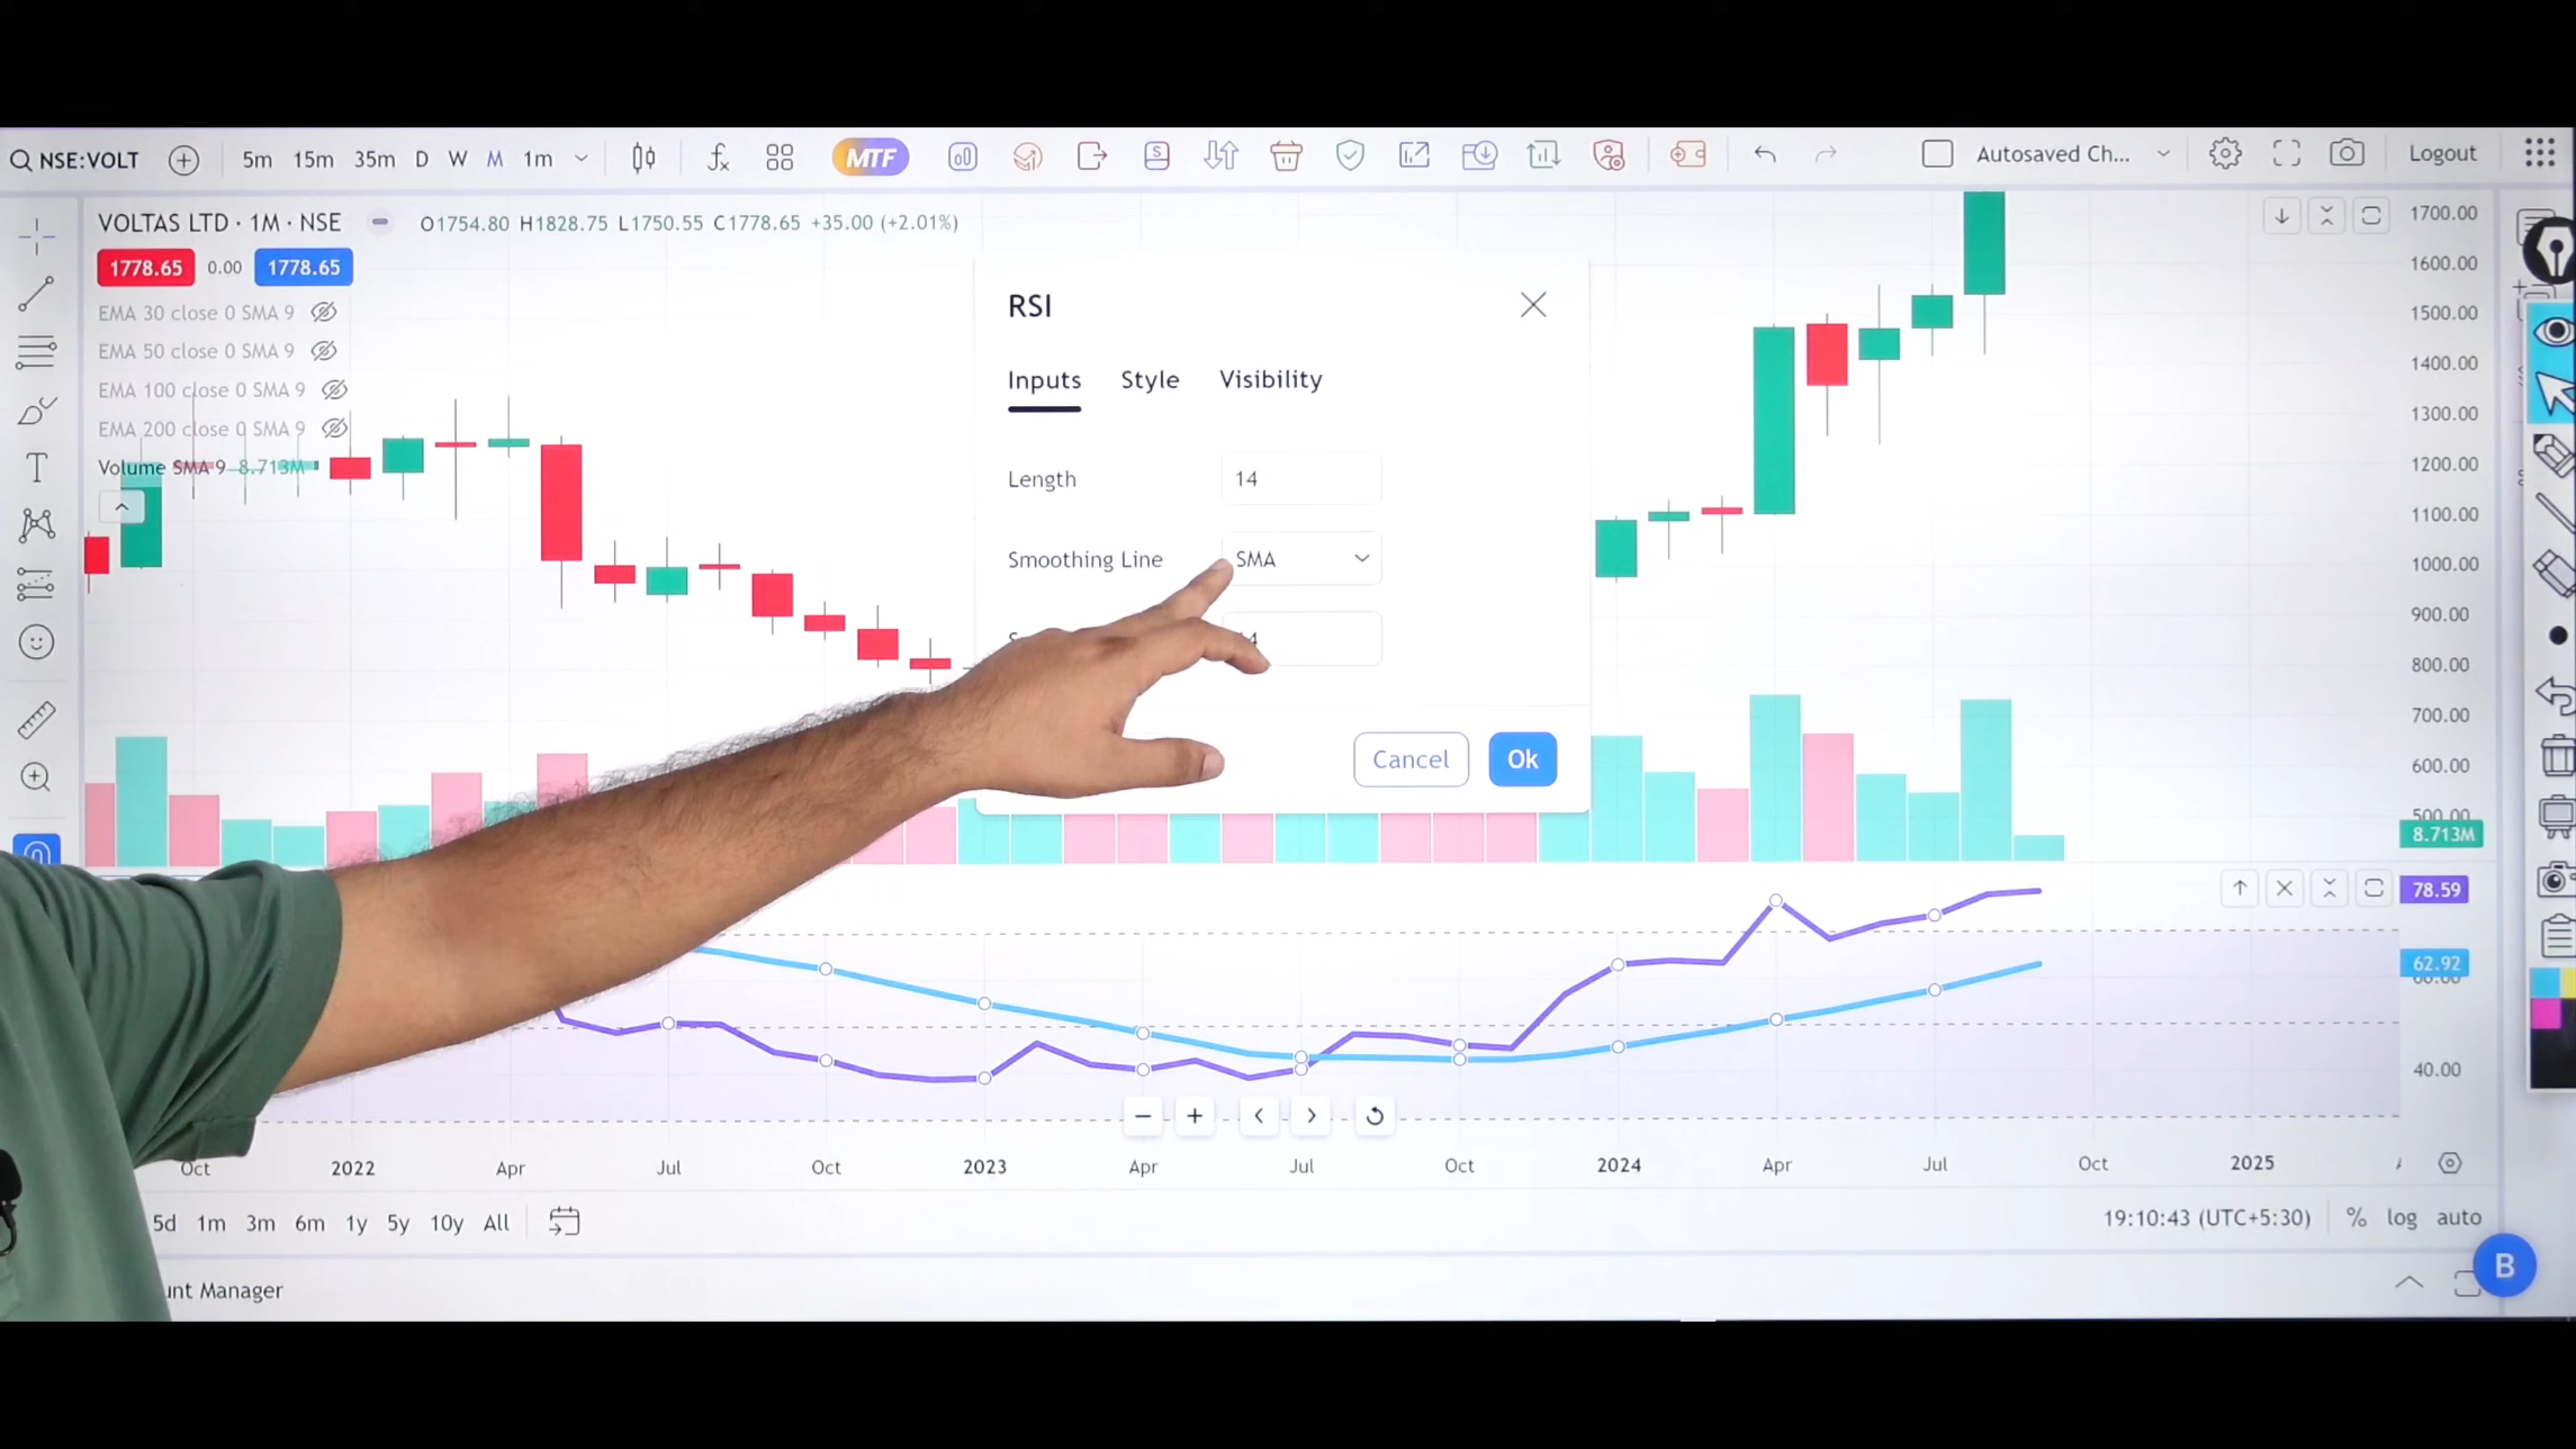 NSE:VOLT 5m 15m 35m D W M 1m MTF Autosaved Ch... Logout
VOLTAS LTD · 1M · NSE O1754.80 H1828.75 L1750.55 C1778.65 +35.00 (+2.01%)
1778.65 0.00 1778.65
EMA 30 close 0 SMA 9
EMA 50 close 0 SMA 9
EMA 100 close 0 SMA 9
EMA 200 close 0 SMA 9
Volume SMA 9 8.713M
RSI
Inputs Style Visibility
Length 14
Smoothing Line SMA
Cancel Ok
1700.00
1600.00
1500.00
1400.00
1300.00
1200.00
1100.00
1000.00
900.00
800.00
700.00
600.00
500.00
8.713M
78.59
62.92
40.00
Oct 2022 Apr Jul Oct 2023 Apr Jul Oct 2024 Apr Jul Oct 2025
5d 1m 3m 6m 1y 5y 10y All 19:10:43 (UTC+5:30) % log auto
B
unt Manager